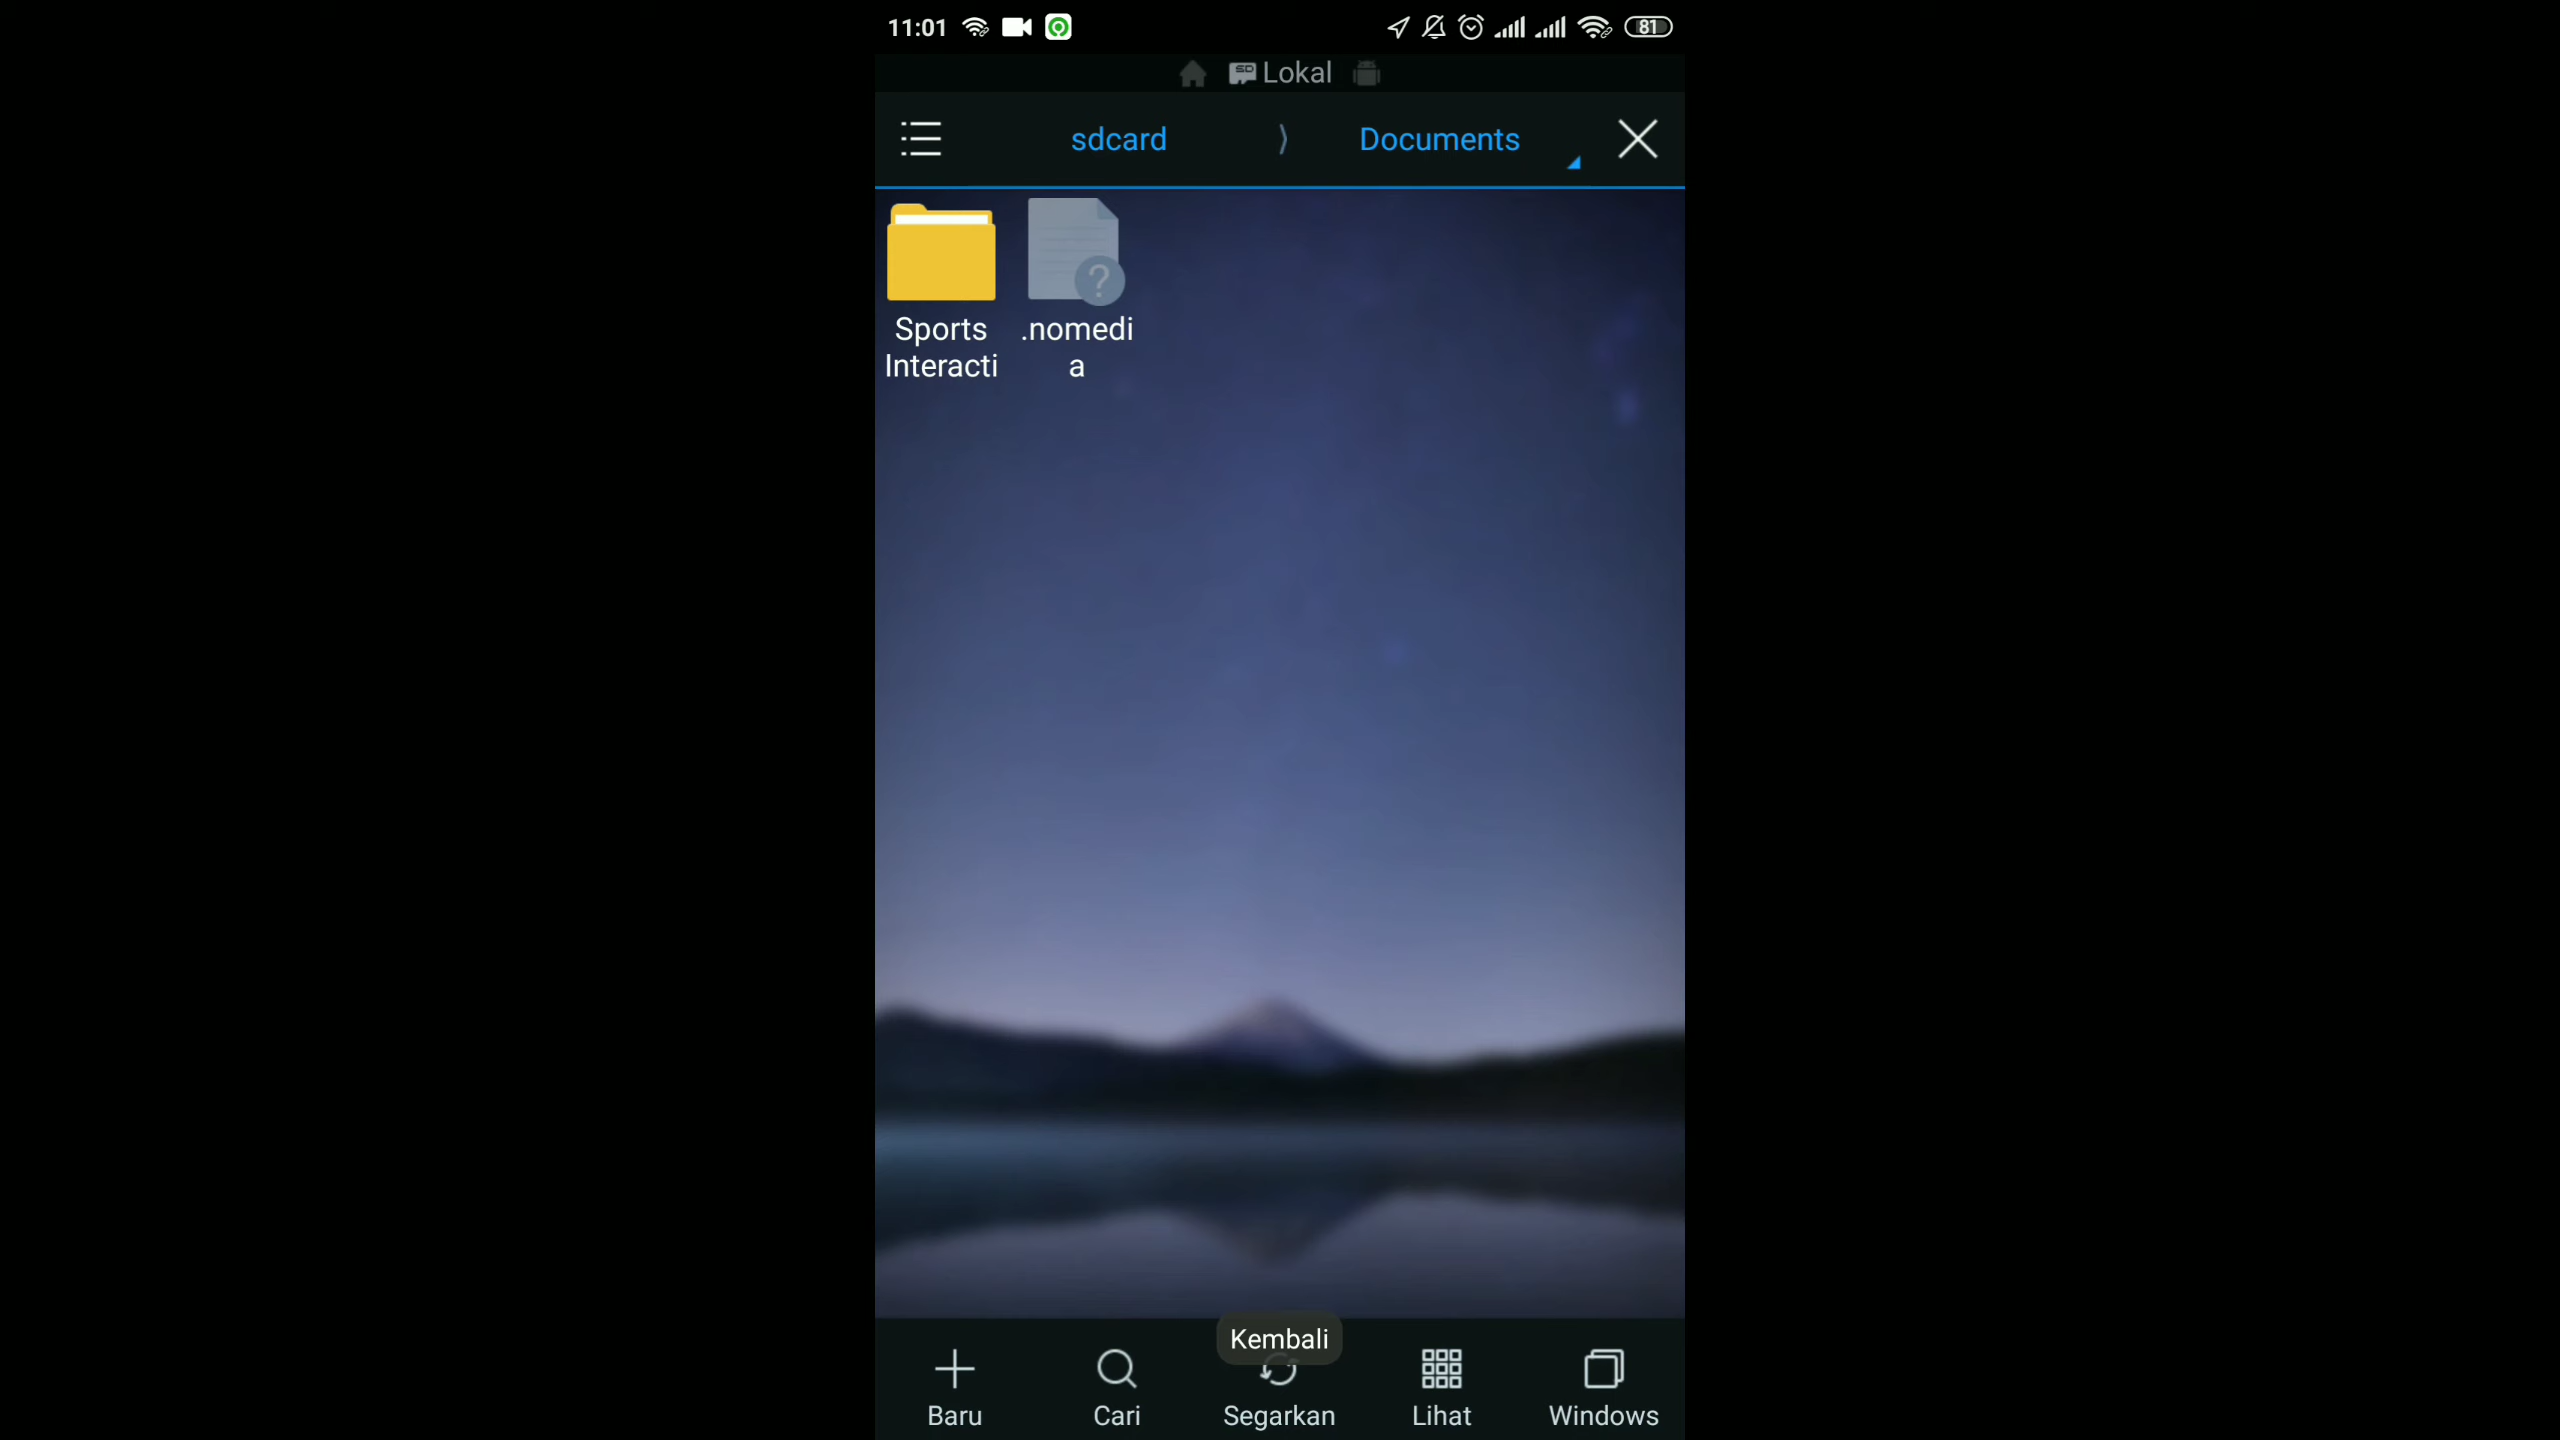 11:01 81
Lokal
sdcard Documents
Sports
Interacti
.nomedi
a
Kembali
Baru Cari Segarkan Lihat Windows